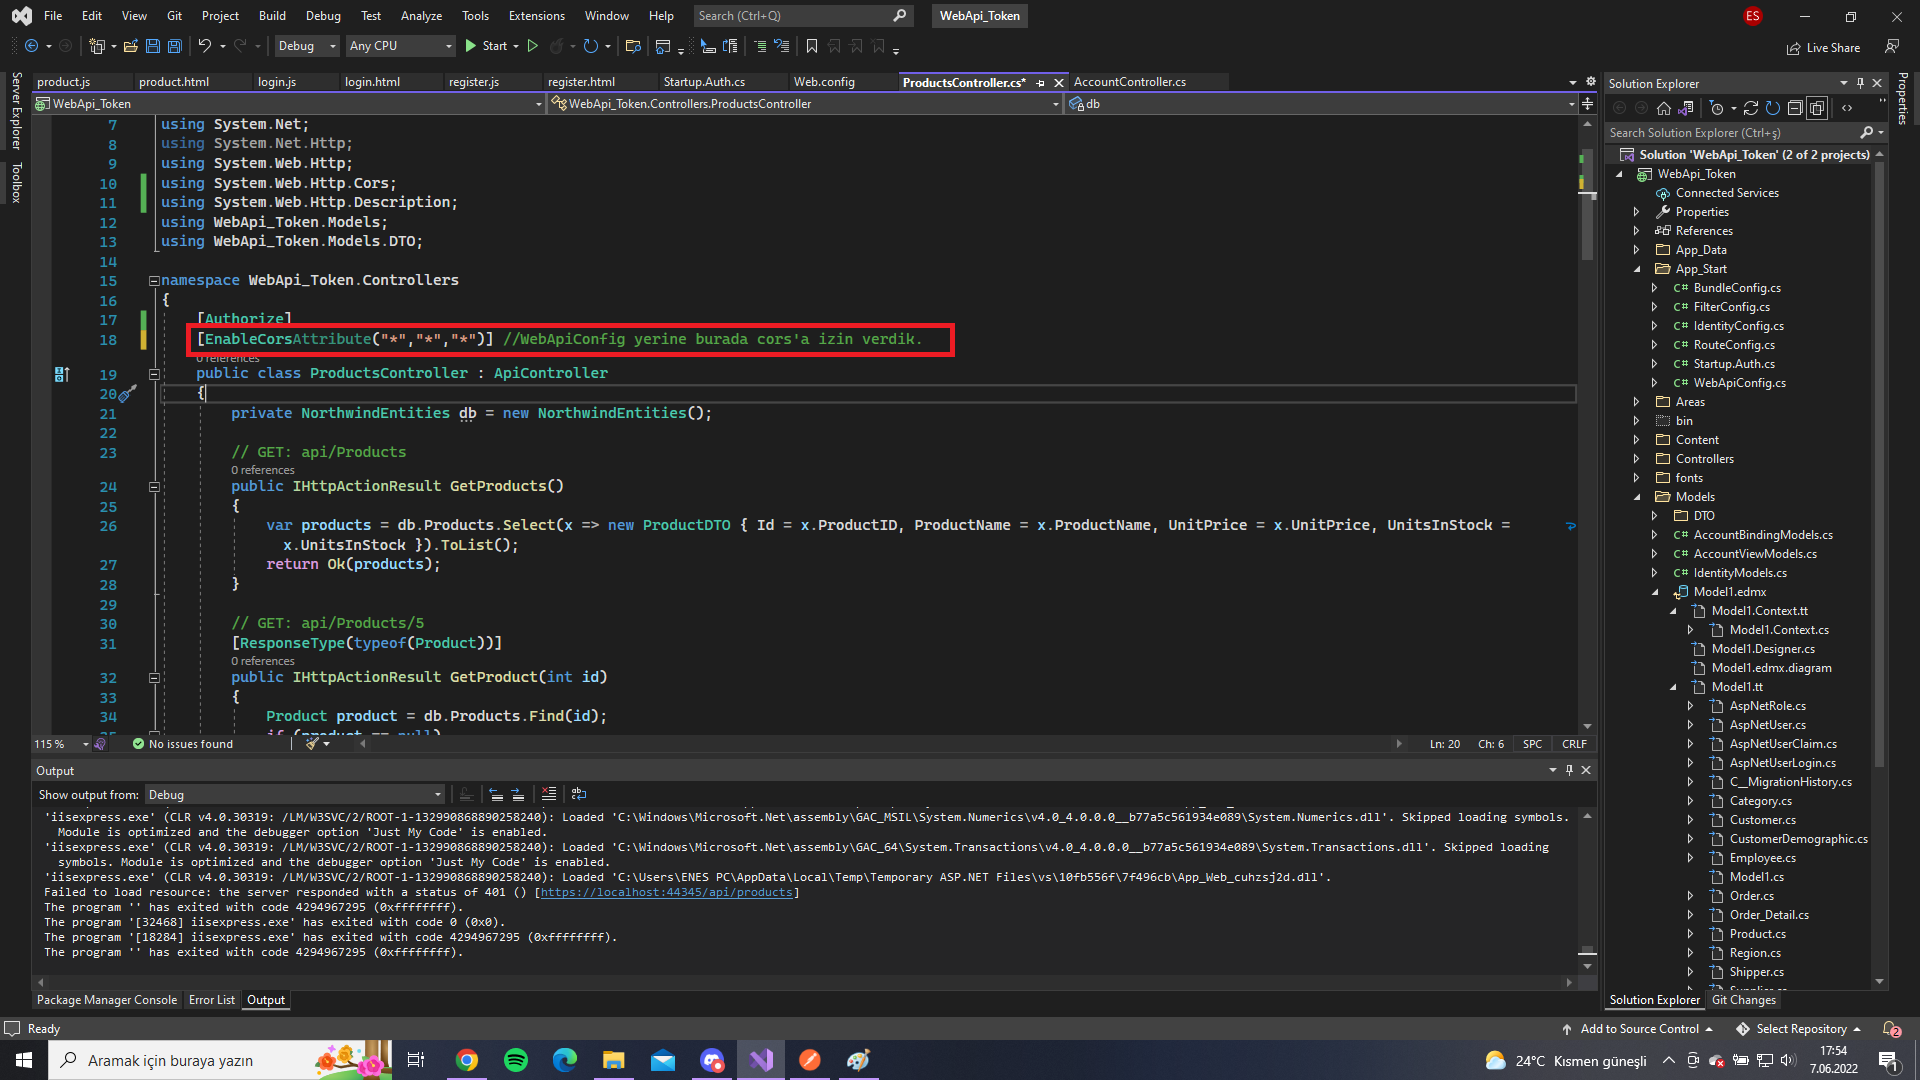 File Edit View Git Project Build Debug Test Analyze Tools Extensions Window Help Search (Ctrl+Q) WebApi_Token ES
Debug Any CPU Start Live Share
product.js product.html login.js login.html register.js register.html Startup.Auth.cs Web.config ProductsController.cs* AccountController.cs
WebApi_Token WebApi_Token.Controllers.ProductsController db
Server Explorer
Toolbox
7 using System.Net;
8 using System.Net.Http;
9 using System.Web.Http;
10 using System.Web.Http.Cors;
11 using System.Web.Http.Description;
12 using WebApi_Token.Models;
13 using WebApi_Token.Models.DTO;
14
15 namespace WebApi_Token.Controllers
16 {
17 [Authorize]
18 [EnableCorsAttribute("*","*","*")] //WebApiConfig yerine burada cors'a izin verdik.
0 references
19 public class ProductsController : ApiController
20 {
21 private NorthwindEntities db = new NorthwindEntities();
22
23 // GET: api/Products
0 references
24 public IHttpActionResult GetProducts()
25 {
26 var products = db.Products.Select(x => new ProductDTO { Id = x.ProductID, ProductName = x.ProductName, UnitPrice = x.UnitPrice, UnitsInStock =
x.UnitsInStock }).ToList();
27 return Ok(products);
28 }
29
30 // GET: api/Products/5
31 [ResponseType(typeof(Product))]
0 references
32 public IHttpActionResult GetProduct(int id)
33 {
34 Product product = db.Products.Find(id);
35 if (product == null)
115 % No issues found Ln: 20 Ch: 6 SPC CRLF
Output
Show output from: Debug
'iisexpress.exe' (CLR v4.0.30319: /LM/W3SVC/2/ROOT-1-132990868890258240): Loaded 'C:\Windows\Microsoft.Net\assembly\GAC_MSIL\System.Numerics\v4.0_4.0.0.0__b77a5c561934e089\System.Numerics.dll'. Skipped loading symbols.
Module is optimized and the debugger option 'Just My Code' is enabled.
'iisexpress.exe' (CLR v4.0.30319: /LM/W3SVC/2/ROOT-1-132990868890258240): Loaded 'C:\Windows\Microsoft.Net\assembly\GAC_64\System.Transactions\v4.0_4.0.0.0__b77a5c561934e089\System.Transactions.dll'. Skipped loading
symbols. Module is optimized and the debugger option 'Just My Code' is enabled.
'iisexpress.exe' (CLR v4.0.30319: /LM/W3SVC/2/ROOT-1-132990868890258240): Loaded 'C:\Users\ENES PC\AppData\Local\Temp\Temporary ASP.NET Files\vs\10fb556f\7f496cb\App_Web_cuhzsj2d.dll'.
Failed to load resource: the server responded with a status of 401 () [https://localhost:44345/api/products]
The program '' has exited with code 4294967295 (0xffffffff).
The program '[32468] iisexpress.exe' has exited with code 0 (0x0).
The program '[18284] iisexpress.exe' has exited with code 4294967295 (0xffffffff).
The program '' has exited with code 4294967295 (0xffffffff).
Package Manager Console Error List Output
Solution Explorer
Search Solution Explorer (Ctrl+ş)
Solution 'WebApi_Token' (2 of 2 projects)
WebApi_Token
Connected Services
Properties
References
App_Data
App_Start
C# BundleConfig.cs
C# FilterConfig.cs
C# IdentityConfig.cs
C# RouteConfig.cs
C# Startup.Auth.cs
C# WebApiConfig.cs
Areas
bin
Content
Controllers
fonts
Models
DTO
C# AccountBindingModels.cs
C# AccountViewModels.cs
C# IdentityModels.cs
Model1.edmx
Model1.Context.tt
Model1.Context.cs
Model1.Designer.cs
Model1.edmx.diagram
Model1.tt
AspNetRole.cs
AspNetUser.cs
AspNetUserClaim.cs
AspNetUserLogin.cs
C__MigrationHistory.cs
Category.cs
Customer.cs
CustomerDemographic.cs
Employee.cs
Model1.cs
Order.cs
Order_Detail.cs
Product.cs
Region.cs
Shipper.cs
Solution Explorer Git Changes
Properties
Ready Add to Source Control Select Repository 2
Aramak için buraya yazın 24°C Kısmen güneşli 17:54
7.06.2022 1